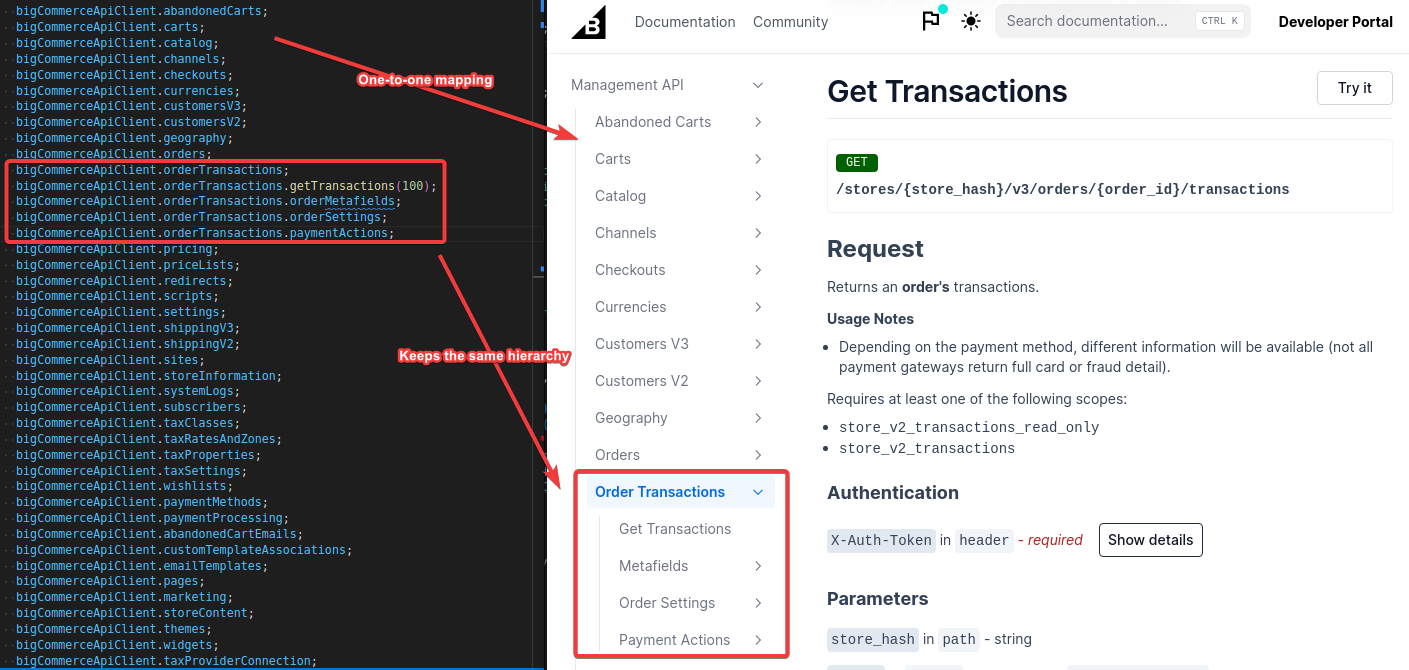 bigCommerceApiClient.abandonedCarts;
bigCommerceApiClient.carts;
bigCommerceApiClient.catalog;
bigCommerceApiClient.channels;
bigCommerceApiClient.checkouts;
bigCommerceApiClient.currencies;
bigCommerceApiClient.customersV3;
bigCommerceApiClient.customersV2;
bigCommerceApiClient.geography;
bigCommerceApiClient.orders;
bigCommerceApiClient.orderTransactions;
bigCommerceApiClient.orderTransactions.getTransactions(100);
bigCommerceApiClient.orderTransactions.orderMetafields;
bigCommerceApiClient.orderTransactions.orderSettings;
bigCommerceApiClient.orderTransactions.paymentActions;
bigCommerceApiClient.pricing;
bigCommerceApiClient.priceLists;
bigCommerceApiClient.redirects;
bigCommerceApiClient.scripts;
bigCommerceApiClient.settings;
bigCommerceApiClient.shippingV3;
bigCommerceApiClient.shippingV2;
bigCommerceApiClient.sites;
bigCommerceApiClient.storeInformation;
bigCommerceApiClient.systemLogs;
bigCommerceApiClient.subscribers;
bigCommerceApiClient.taxClasses;
bigCommerceApiClient.taxRatesAndZones;
bigCommerceApiClient.taxProperties;
bigCommerceApiClient.taxSettings;
bigCommerceApiClient.wishlists;
bigCommerceApiClient.paymentMethods;
bigCommerceApiClient.paymentProcessing;
bigCommerceApiClient.abandonedCartEmails;
bigCommerceApiClient.customTemplateAssociations;
bigCommerceApiClient.emailTemplates;
bigCommerceApiClient.pages;
bigCommerceApiClient.marketing;
bigCommerceApiClient.storeContent;
bigCommerceApiClient.themes;
bigCommerceApiClient.widgets;
bigCommerceApiClient.taxProviderConnection;
One-to-one mapping
Keeps the same hierarchy
B
Documentation Community
Search documentation... CTRL K
Developer Portal
Management API
Abandoned Carts
Carts
Catalog
Channels
Checkouts
Currencies
Customers V3
Customers V2
Geography
Orders
Order Transactions
Get Transactions
Metafields
Order Settings
Payment Actions
Get Transactions
Try it
GET
/stores/{store_hash}/v3/orders/{order_id}/transactions
Request
Returns an order's transactions.
Usage Notes
Depending on the payment method, different information will be available (not all
payment gateways return full card or fraud detail).
Requires at least one of the following scopes:
store_v2_transactions_read_only
store_v2_transactions
Authentication
X-Auth-Token in header - required Show details
Parameters
store_hash in path - string